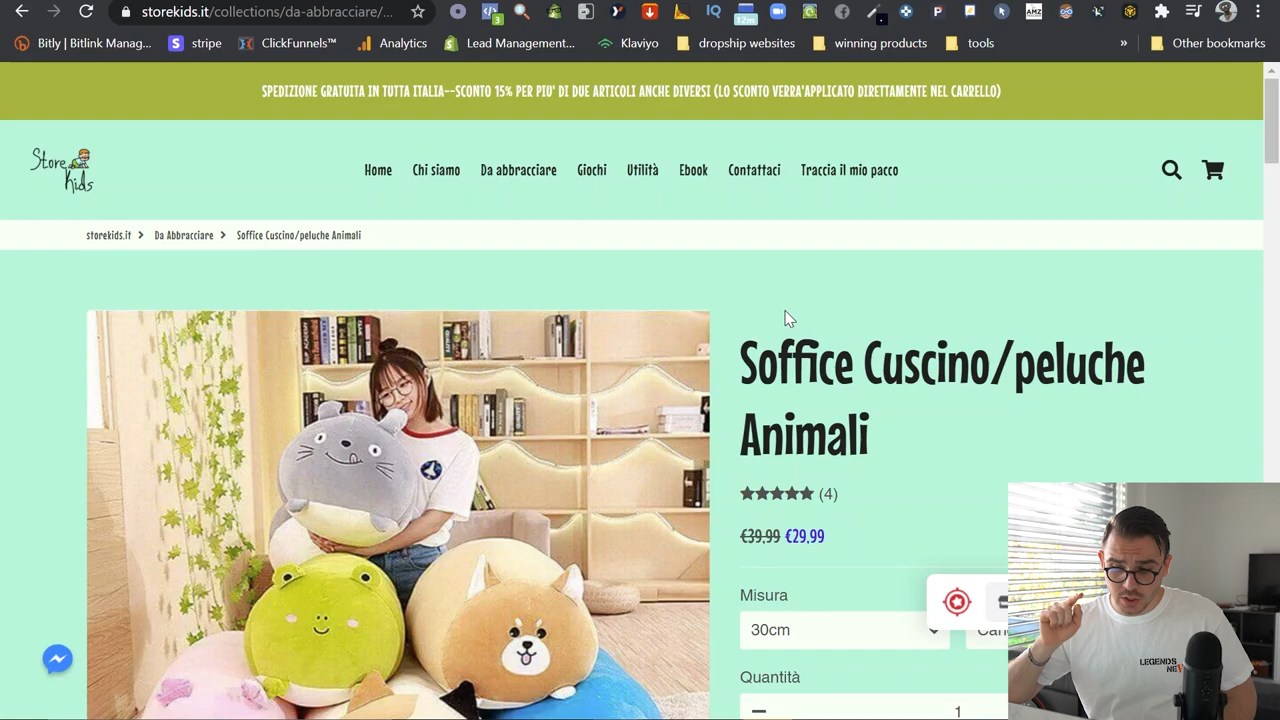 storekids.it/collections/da-abbracciare/...
3
12m
IQ
P
AMZ
Bitly | Bitlink Manag...
stripe
ClickFunnels™
Analytics
Lead Management...
Klaviyo
dropship websites
winning products
tools
»
Other bookmarks
SPEDIZIONE GRATUITA IN TUTTA ITALIA--SCONTO 15% PER PIU' DI DUE ARTICOLI ANCHE DIVERSI (LO SCONTO VERRA'APPLICATO DIRETTAMENTE NEL CARRELLO)
Store Kids
Home
Chi siamo
Da abbracciare
Giochi
Utilità
Ebook
Contattaci
Traccia il mio pacco
storekids.it > Da Abbracciare > Soffice Cuscino/peluche Animali
Soffice Cuscino/peluche
Animali
(4)
€39,99 €29,99
Misura
30cm
Quantità
1
LEGENDS